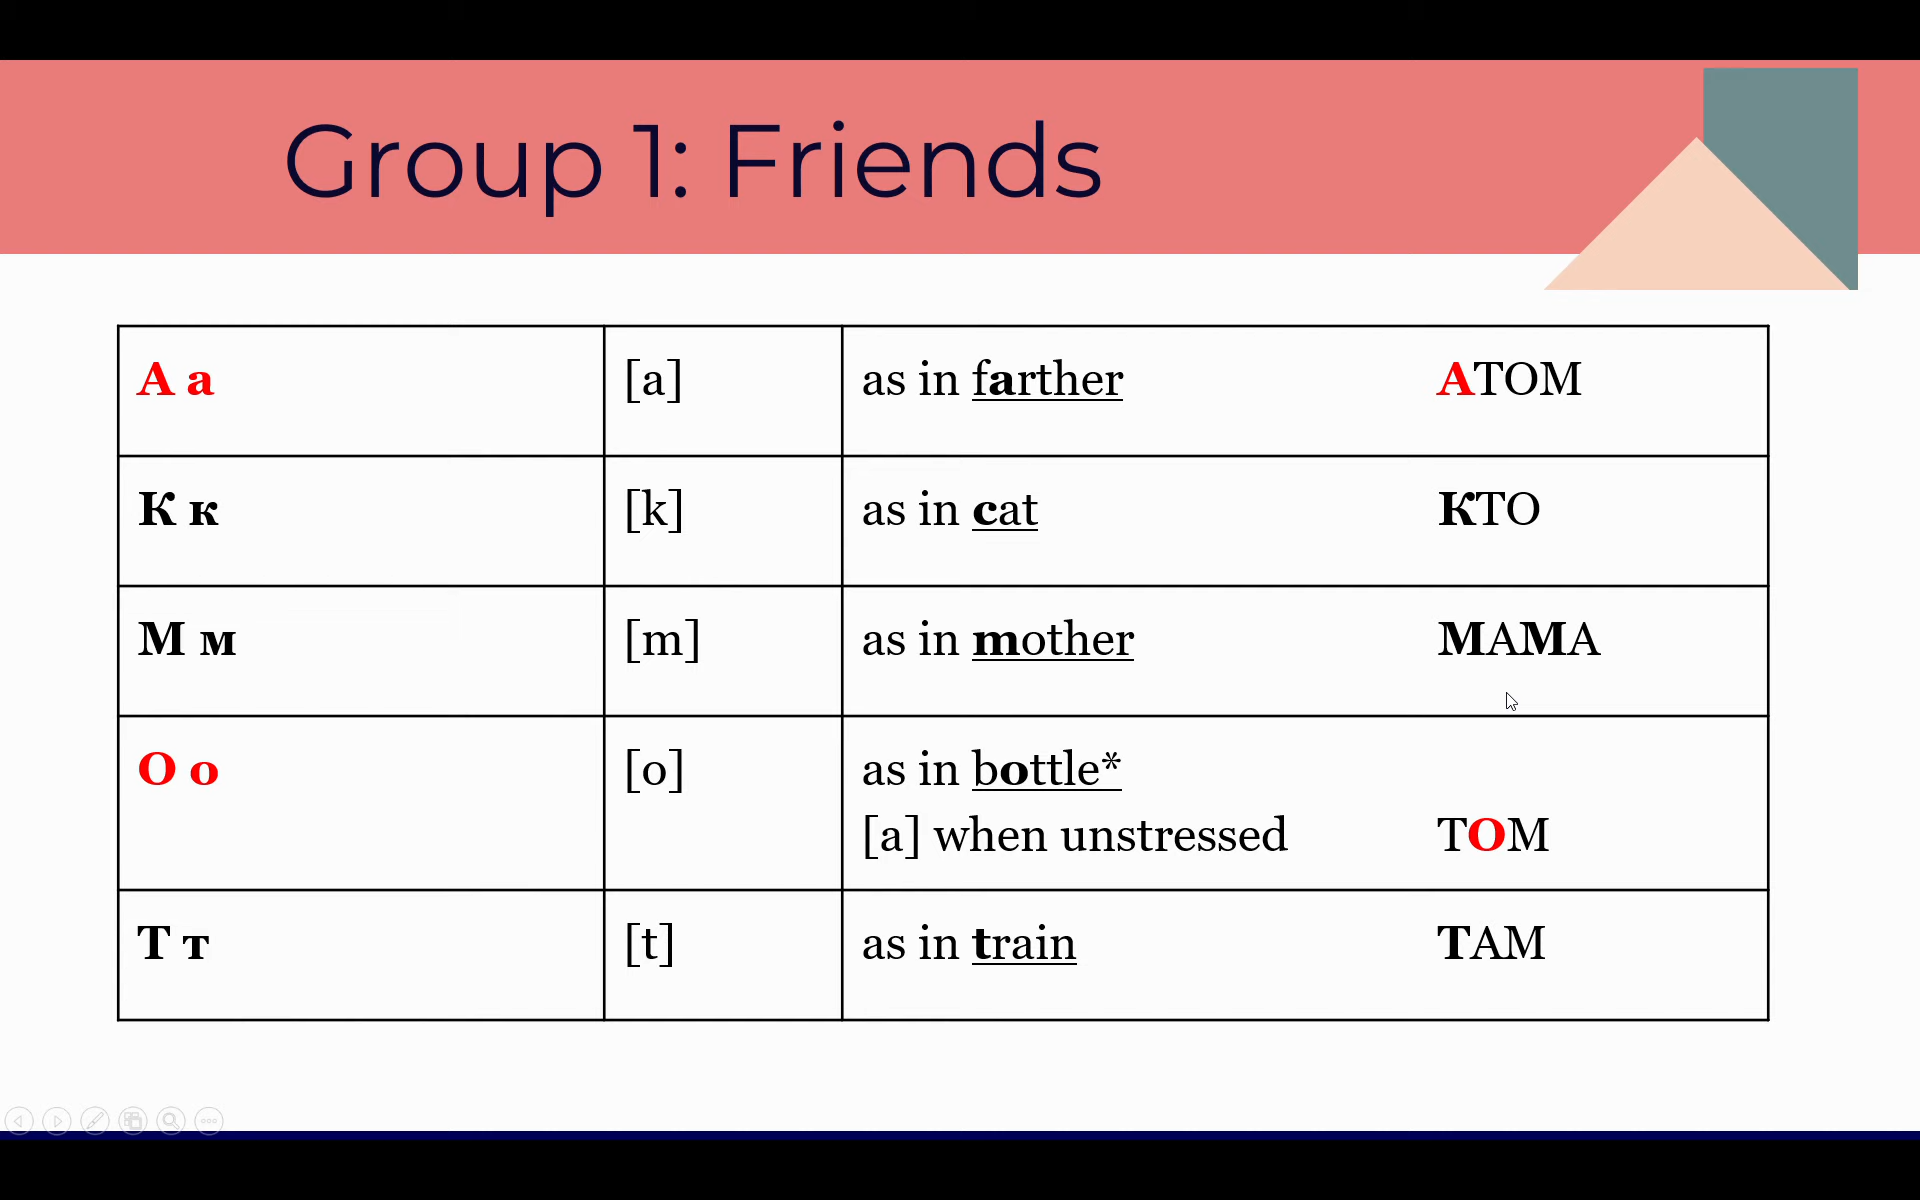 Group 1: Friends
А а [a] as in farther АТОМ
К к [k] as in cat КТО
М м [m] as in mother МАМА
О о [o] as in bottle*
[a] when unstressed ТОМ
Т т [t] as in train ТАМ